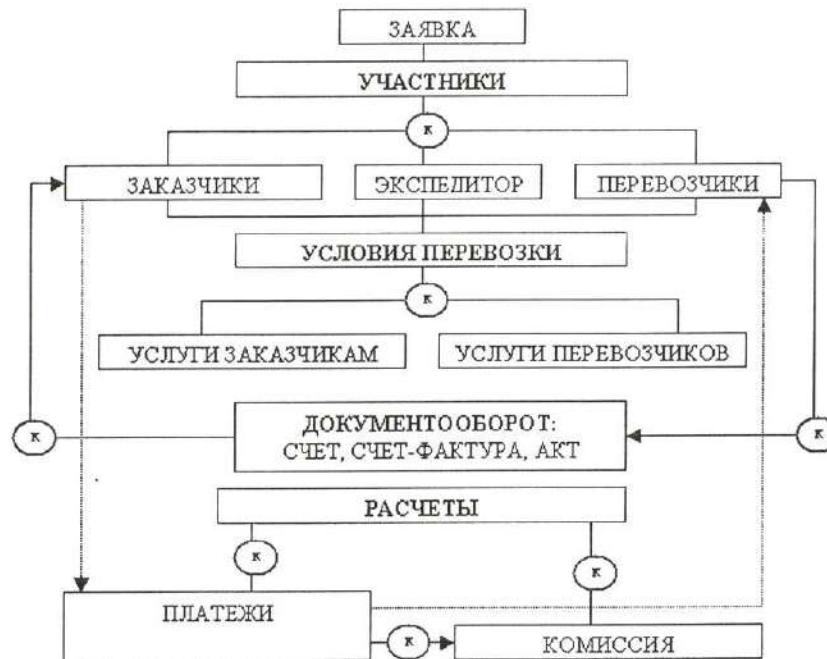 ЗАЯВКА
УЧАСТНИКИ
К
ЗАКАЗЧИКИ
ЭКСПЕДИТОР
ПЕРЕВОЗЧИКИ
УСЛОВИЯ ПЕРЕВОЗКИ
К
УСЛУГИ ЗАКАЗЧИКАМ
УСЛУГИ ПЕРЕВОЗЧИКОВ
К
ДОКУМЕНТООБОРОТ:
СЧЕТ, СЧЕТ-ФАКТУРА, АКТ
К
РАСЧЕТЫ
К
К
ПЛАТЕЖИ
К
КОМИССИЯ